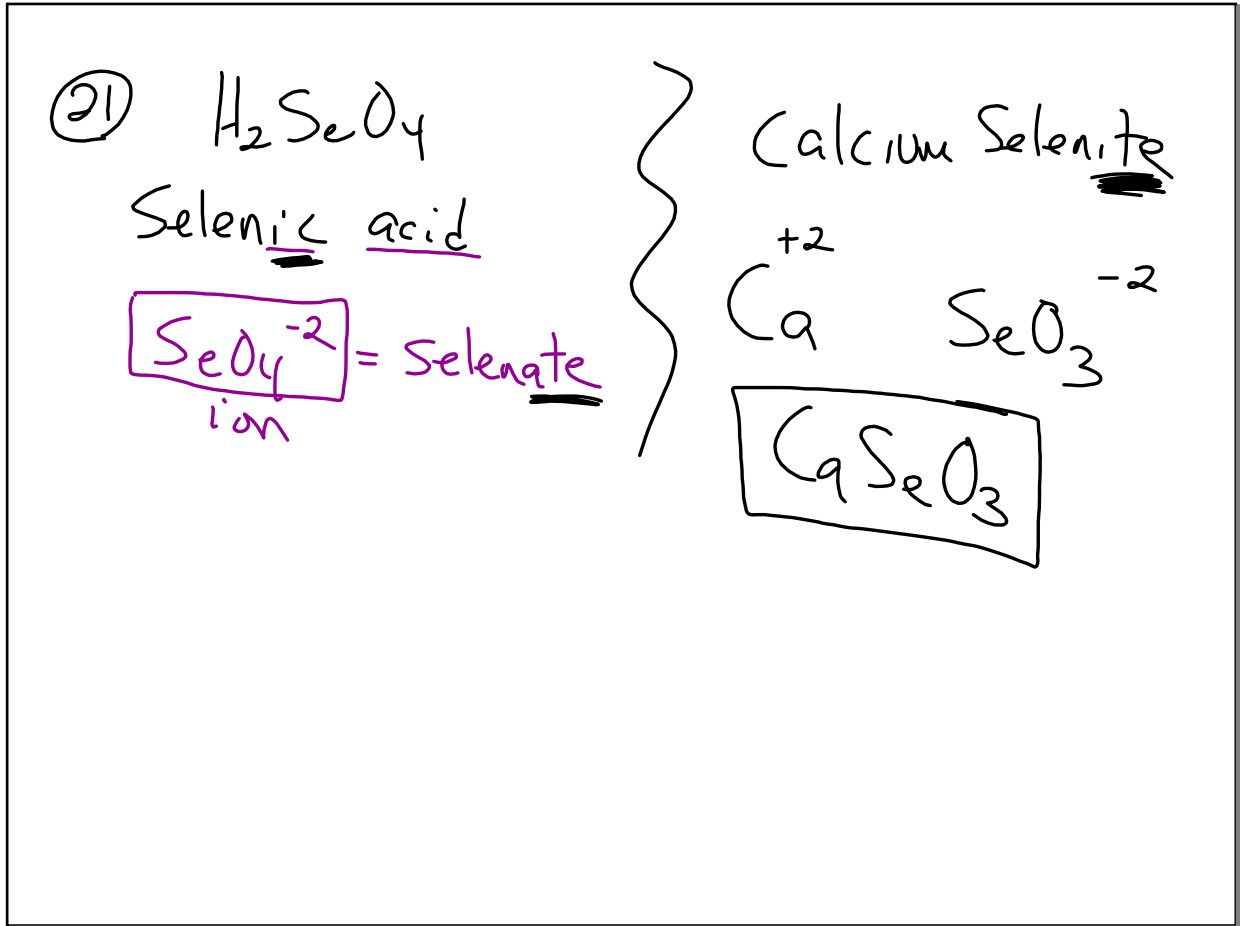 21 H₂SeO₄
Selenic acid
SeO₄⁻² = Selenate
ion
Calcium Selenite
Ca⁺² SeO₃⁻²
CaSeO₃